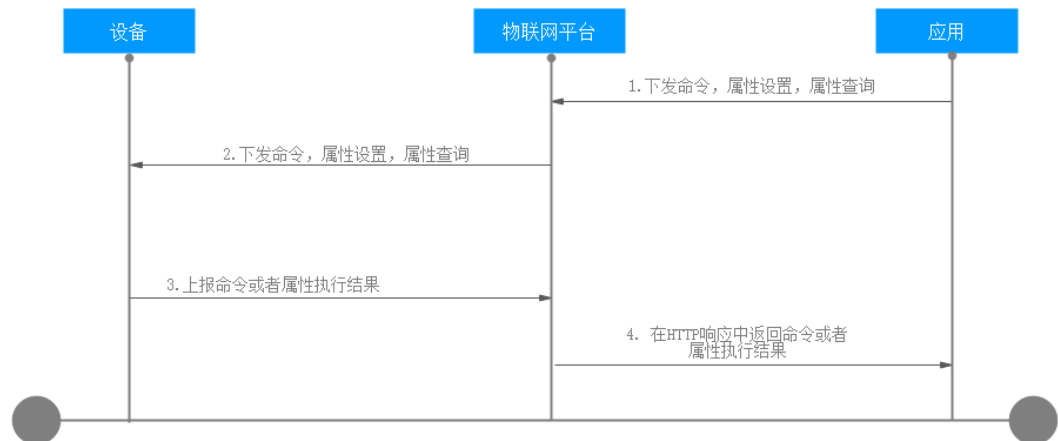 设备
物联网平台
应用
1.下发命令，属性设置，属性查询
2.下发命令，属性设置，属性查询
3.上报命令或者属性执行结果
4. 在HTTP响应中返回命令或者
属性执行结果